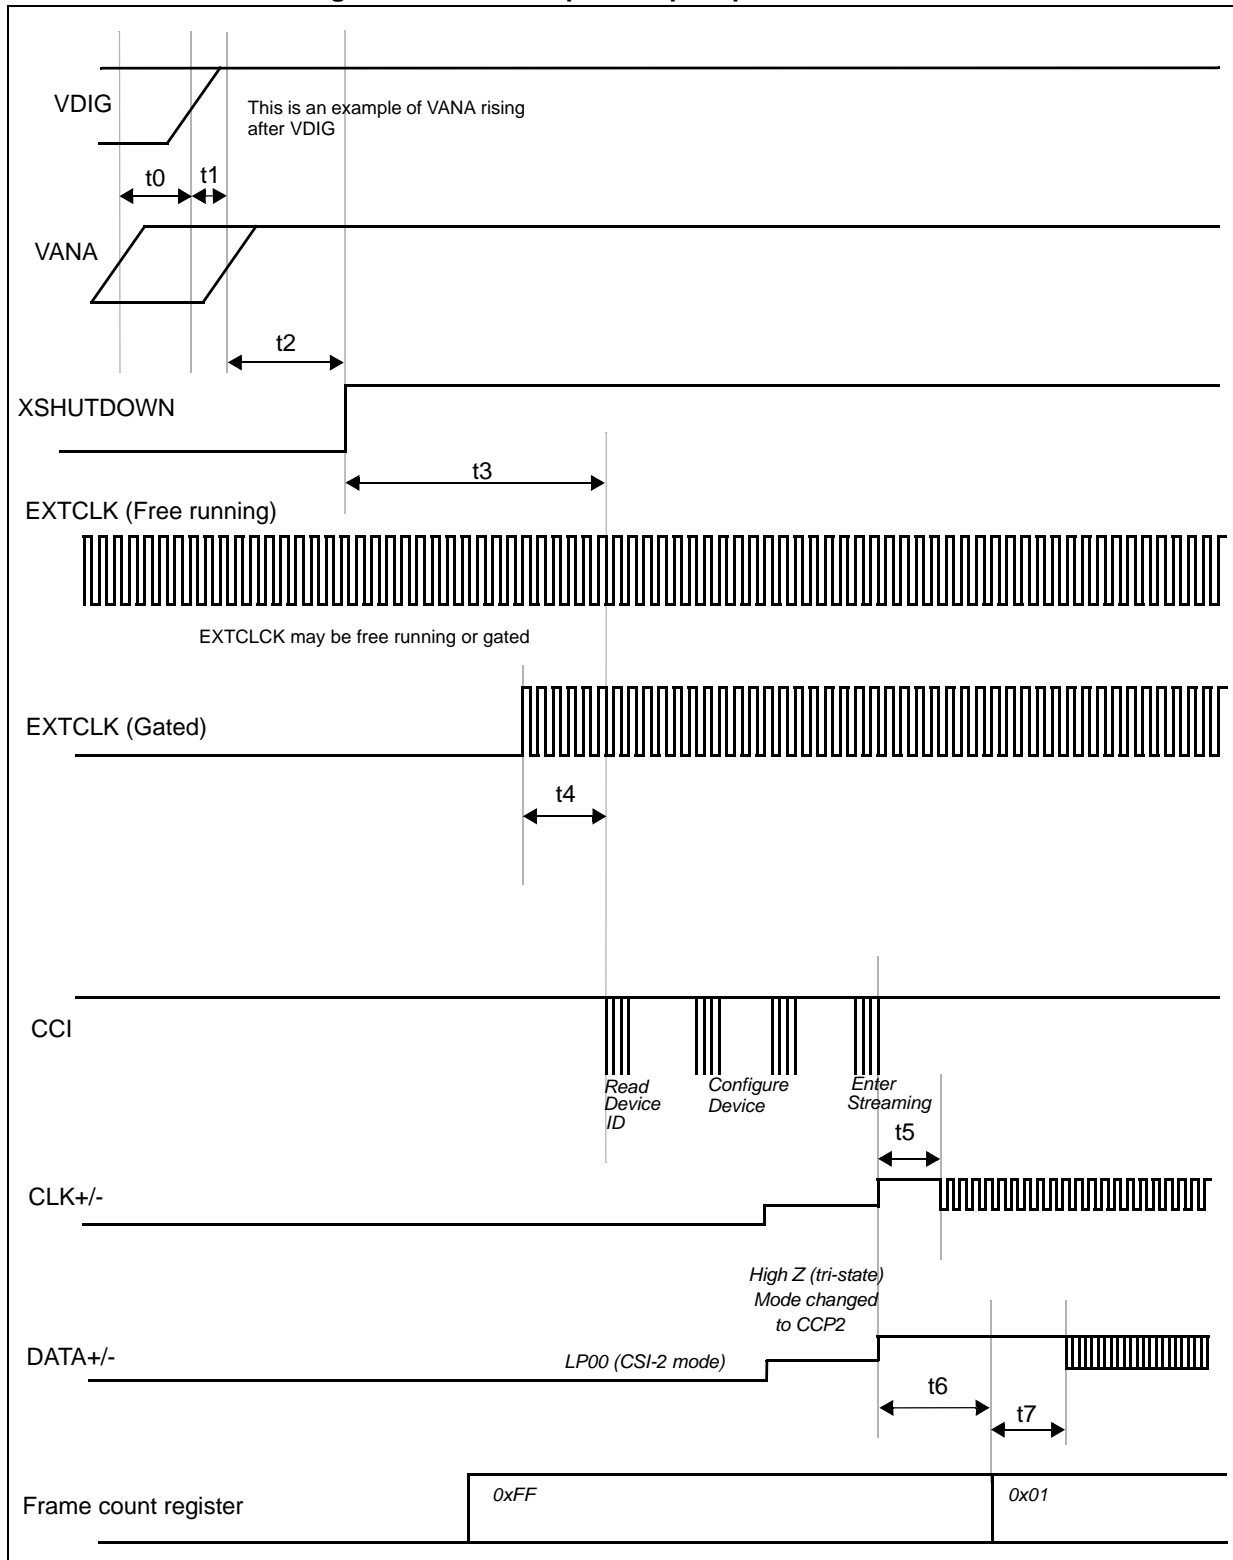 VDIG
This is an example of VANA rising
after VDIG
t0
t1
VANA
t2
XSHUTDOWN
t3
EXTCLK (Free running)
EXTCLCK may be free running or gated
EXTCLK (Gated)
t4
CCI
Read
Device
ID
Configure
Device
Enter
Streaming
t5
CLK+/-
High Z (tri-state)
Mode changed
to CCP2
DATA+/-
LP00 (CSI-2 mode)
t6
t7
Frame count register
0xFF
0x01